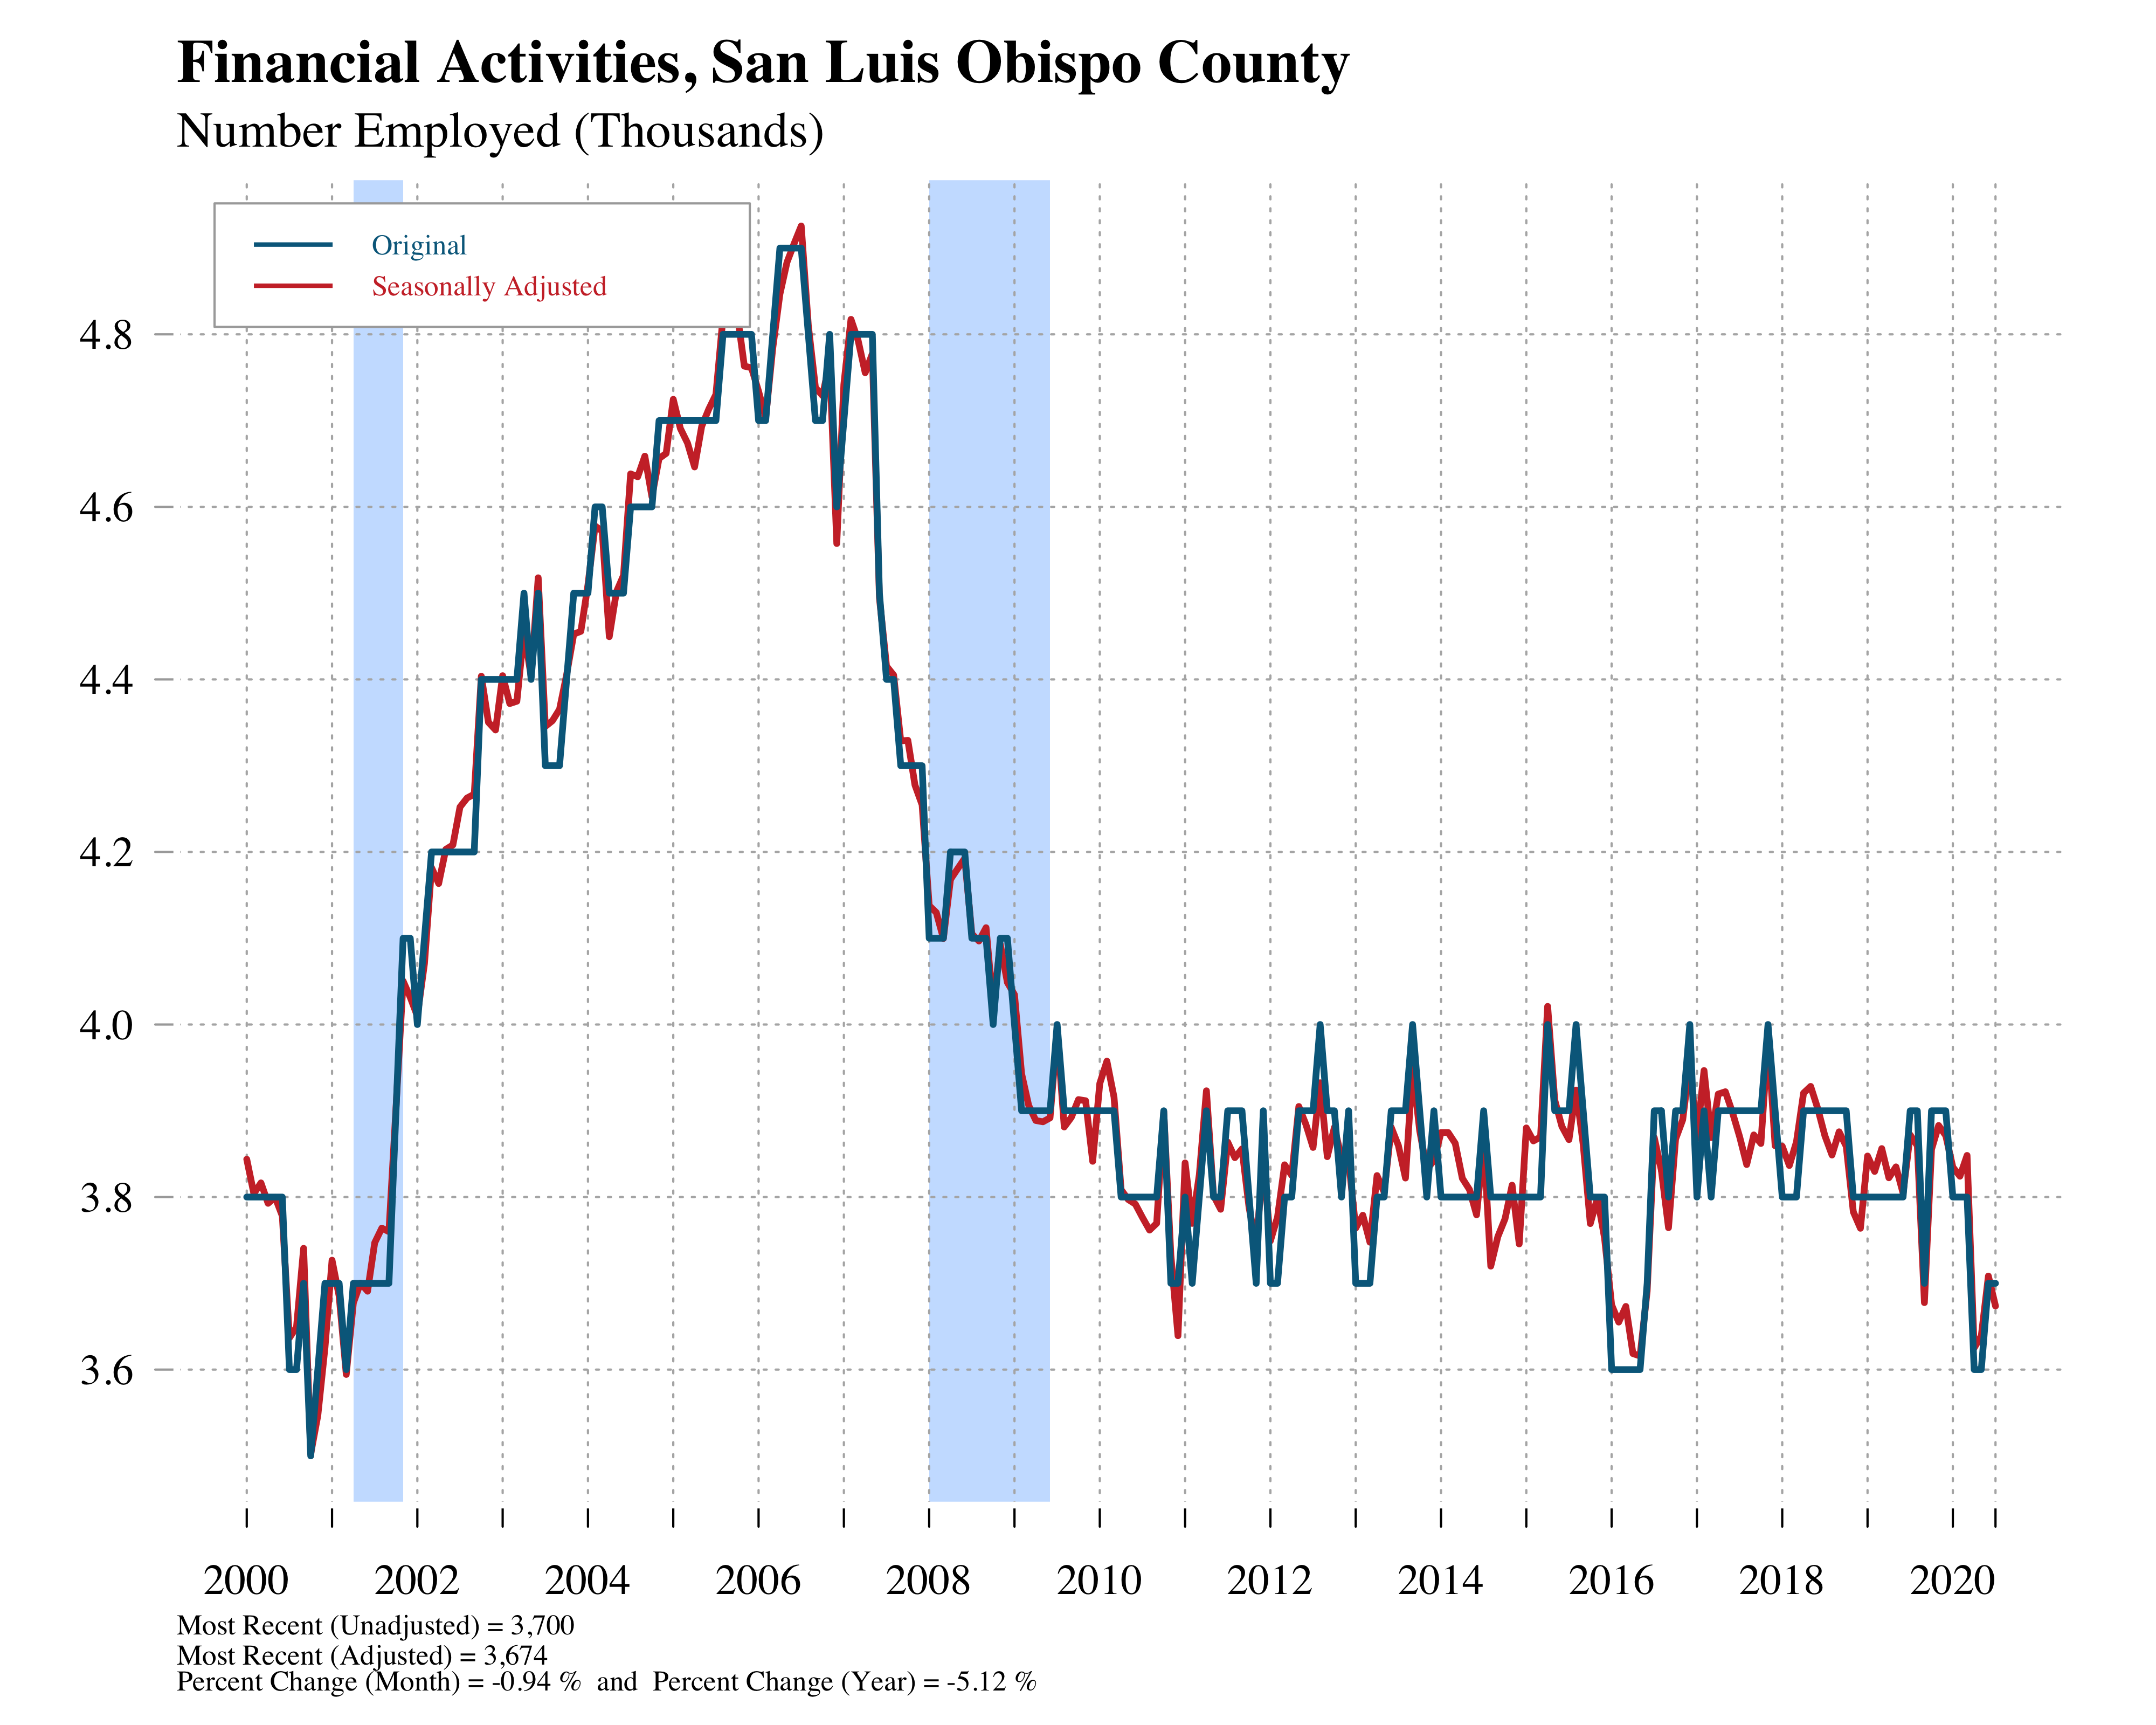 Financial Activities, San Luis Obispo County
Number Employed (Thousands)
Original
Seasonally Adjusted
4.8
4.6
4.4
4.2
4.0
3.8
3.6
2000 2002 2004 2006 2008 2010 2012 2014 2016 2018 2020
Most Recent (Unadjusted) = 3,700
Most Recent (Adjusted) = 3,674
Percent Change (Month) = -0.94 % and Percent Change (Year) = -5.12 %